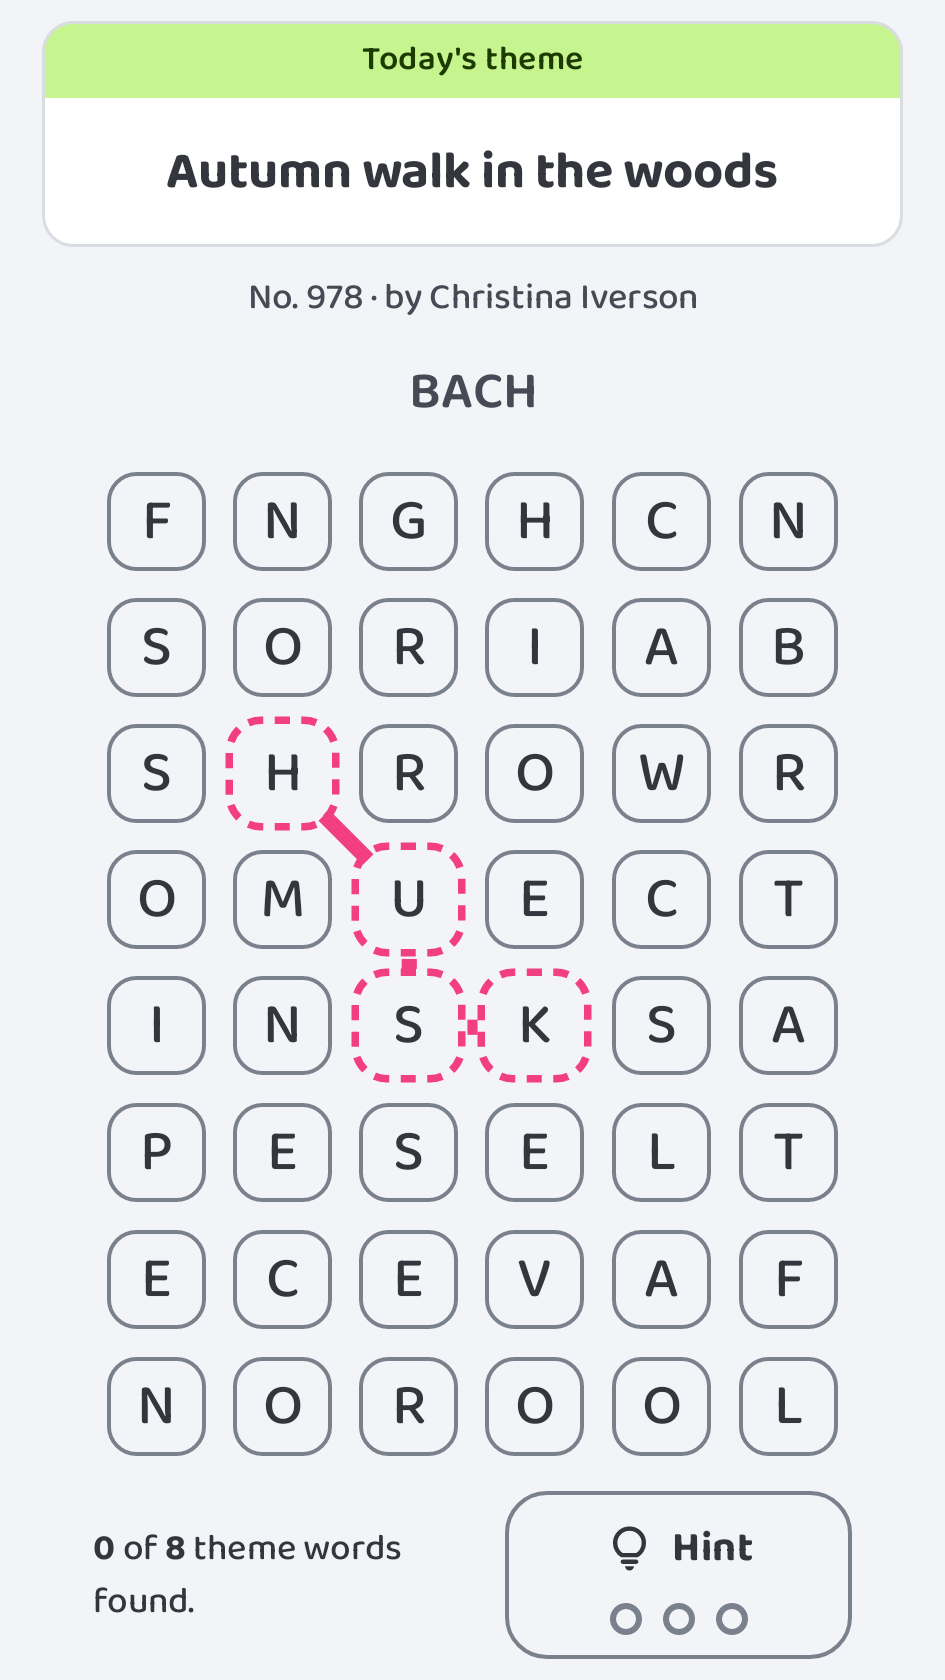 Today's theme
Autumn walk in the woods
No. 978 · by Christina Iverson
BACH
F N G H C N
S O R I A B
S H R O W R
O M U E C T
I N S K S A
P E S E L T
E C E V A F
N O R O O L
0 of 8 theme words
found.
Hint